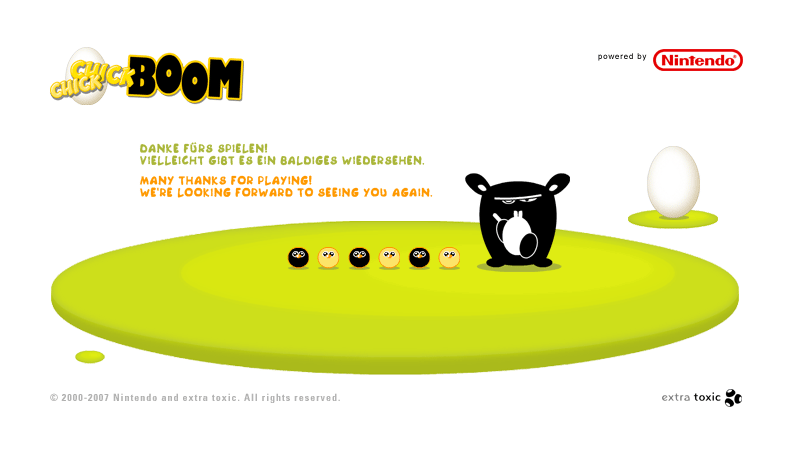 CHICK CHICK BOOM
powered by Nintendo
DANKE FÜRS SPIELEN!
VIELLEICHT GIBT ES EIN BALDIGES WIEDERSEHEN.
MANY THANKS FOR PLAYING!
WE'RE LOOKING FORWARD TO SEEING YOU AGAIN.
© 2000-2007 Nintendo and extra toxic. All rights reserved.
extra toxic